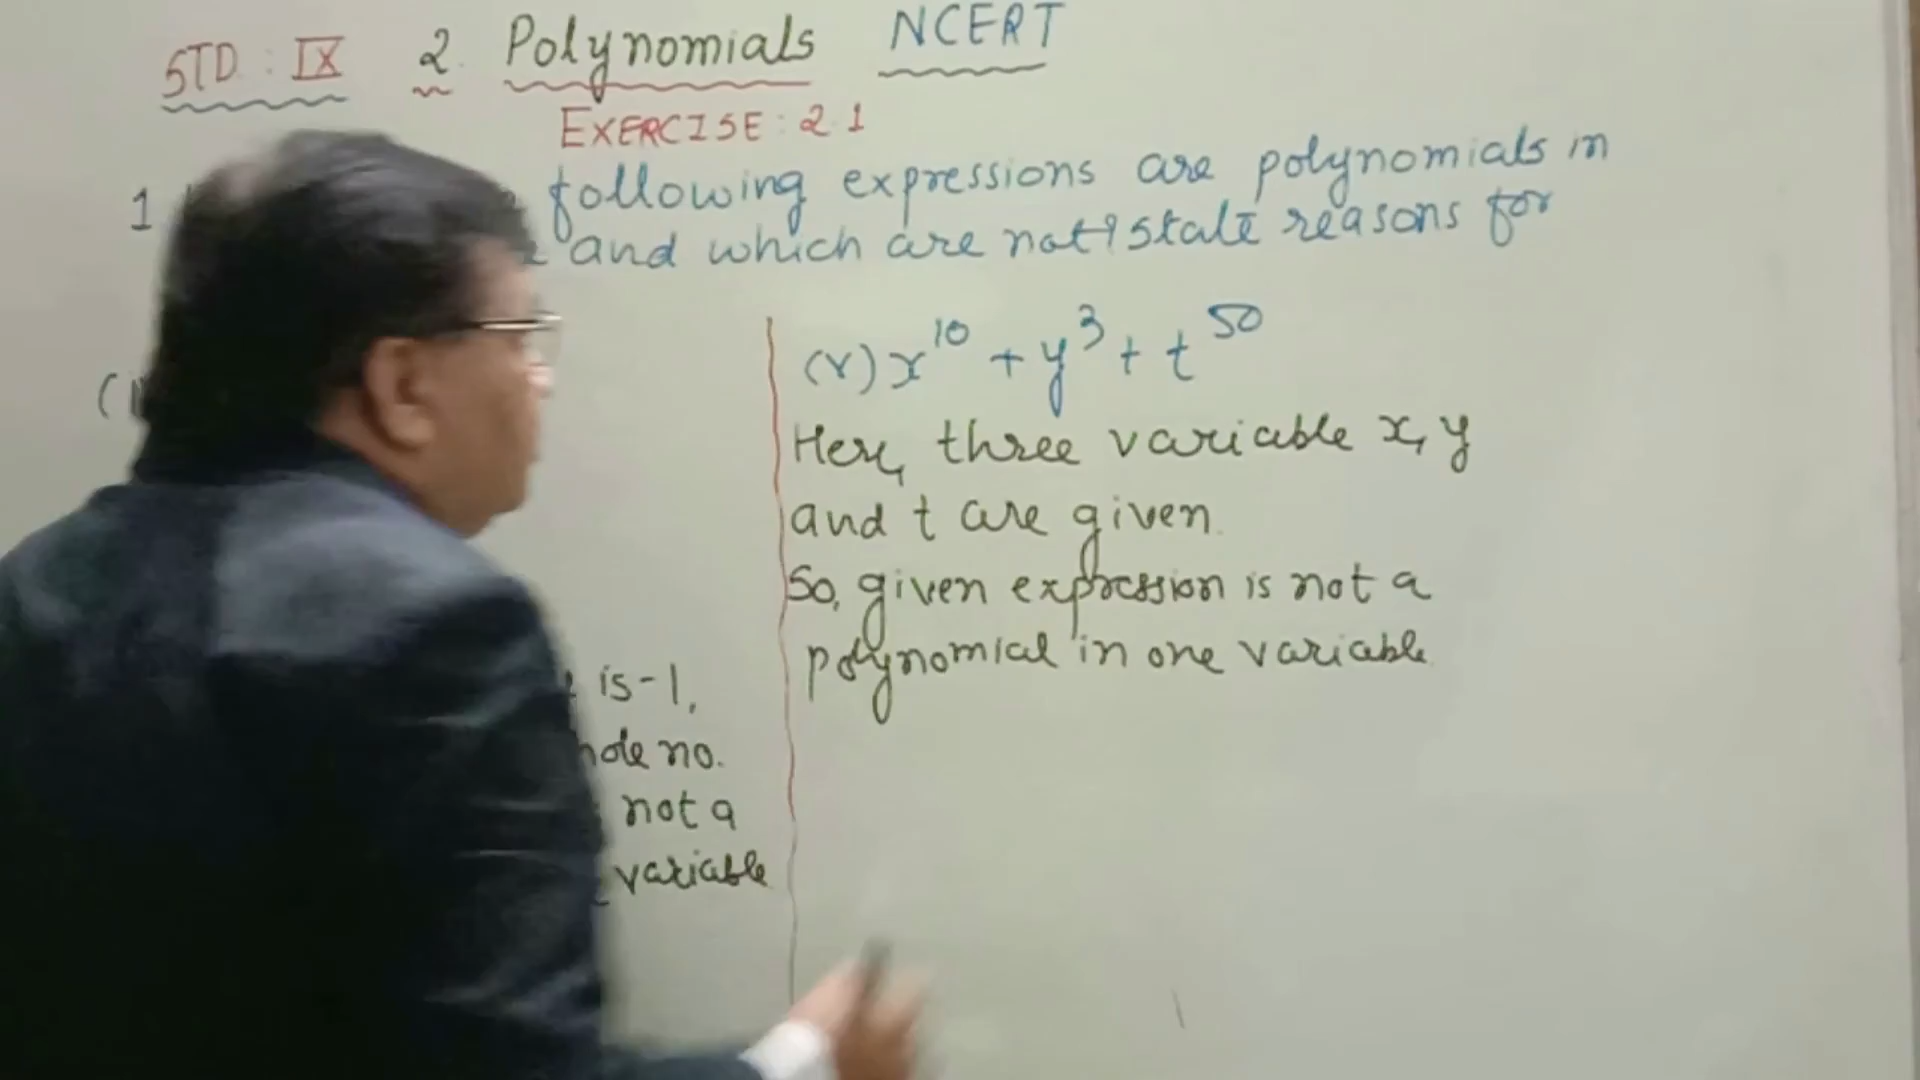 STD : IX 2. Polynomials NCERT
EXERCISE : 2.1
1 following expressions are polynomials in
and which are not? state reasons for
(v) x^10 + y^3 + t^50
Here, three variable x, y
and t are given.
So, given expression is not a
polynomial in one variable.
is -1,
no.
not a
variable